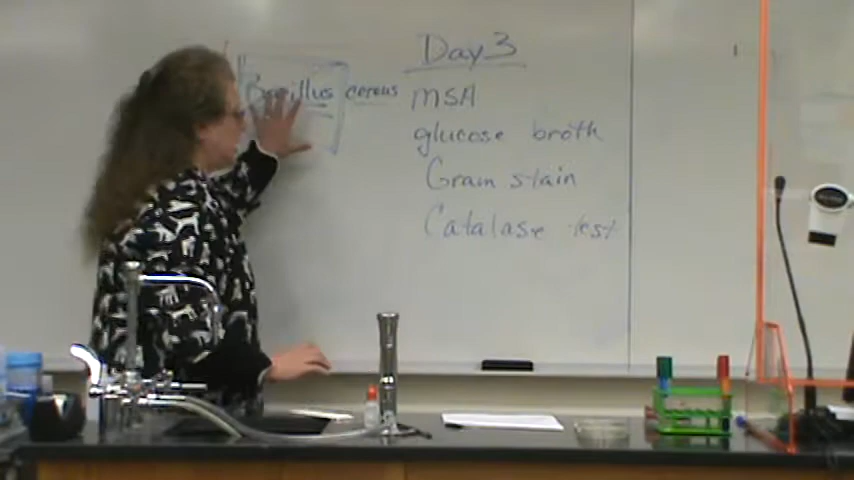 Day 3
Bacillus cereus
MSA
glucose broth
Gram stain
Catalase test